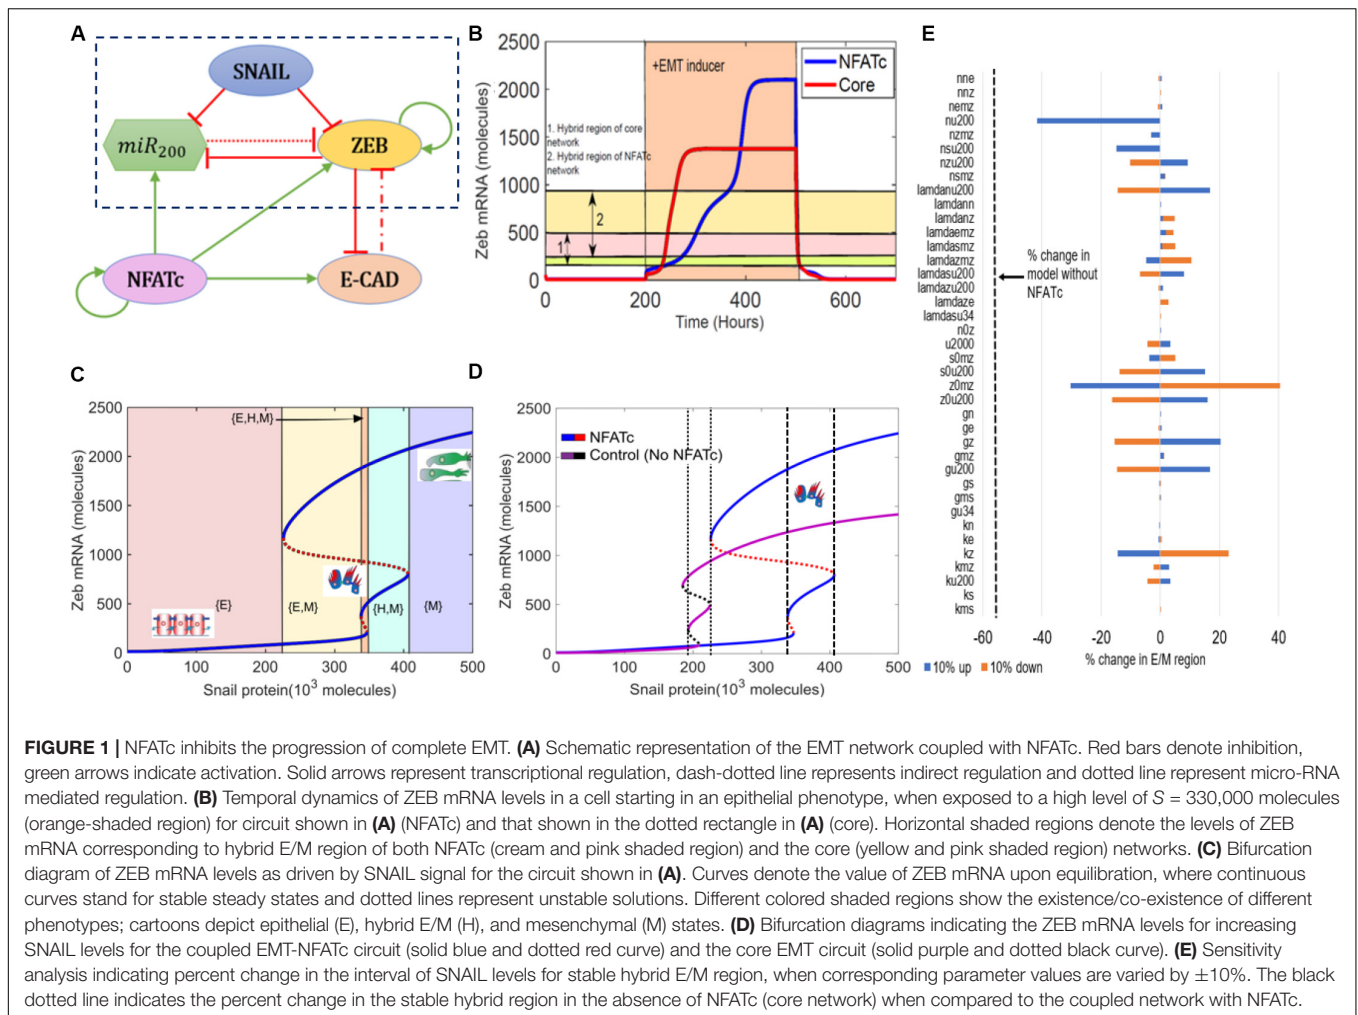 A
SNAIL
miR200
ZEB
NFATc
E-CAD
B
2500
2000
1500
1000
500
0
Zeb mRNA (molecules)
+EMT inducer
NFATc
Core
1. Hybrid region of core
network
2. Hybrid region of NFATc
network
2
1
0
200
400
600
Time (Hours)
C
2500
2000
1500
1000
500
0
Zeb mRNA (molecules)
{E,H,M}
{E}
{E,M}
{H,M}
{M}
0
100
200
300
400
500
Snail protein(10³ molecules)
D
2500
2000
1500
1000
500
0
Zeb mRNA (molecules)
NFATc
Control (No NFATc)
0
100
200
300
400
500
Snail protein(10³ molecules)
E
nne
nnz
nemz
nu200
nzmz
nsu200
nzu200
nsmz
lamdanu200
lamdann
lamdanz
lamdaemz
lamdasmz
lamdazmz
lamdasu200
lamdazu200
lamdaze
lamdasu34
n0z
u2000
s0mz
s0u200
z0mz
z0u200
gn
ge
gz
gmz
gu200
gs
gms
gu34
kn
ke
kz
kmz
ku200
ks
kms
% change in
model without
NFATc
-60
-40
-20
0
20
40
% change in E/M region
10% up
10% down
FIGURE 1 | NFATc inhibits the progression of complete EMT. (A) Schematic representation of the EMT network coupled with NFATc. Red bars denote inhibition,
green arrows indicate activation. Solid arrows represent transcriptional regulation, dash-dotted line represents indirect regulation and dotted line represent micro-RNA
mediated regulation. (B) Temporal dynamics of ZEB mRNA levels in a cell starting in an epithelial phenotype, when exposed to a high level of S = 330,000 molecules
(orange-shaded region) for circuit shown in (A) (NFATc) and that shown in the dotted rectangle in (A) (core). Horizontal shaded regions denote the levels of ZEB
mRNA corresponding to hybrid E/M region of both NFATc (cream and pink shaded region) and the core (yellow and pink shaded region) networks. (C) Bifurcation
diagram of ZEB mRNA levels as driven by SNAIL signal for the circuit shown in (A). Curves denote the value of ZEB mRNA upon equilibration, where continuous
curves stand for stable steady states and dotted lines represent unstable solutions. Different colored shaded regions show the existence/co-existence of different
phenotypes; cartoons depict epithelial (E), hybrid E/M (H), and mesenchymal (M) states. (D) Bifurcation diagrams indicating the ZEB mRNA levels for increasing
SNAIL levels for the coupled EMT-NFATc circuit (solid blue and dotted red curve) and the core EMT circuit (solid purple and dotted black curve). (E) Sensitivity
analysis indicating percent change in the interval of SNAIL levels for stable hybrid E/M region, when corresponding parameter values are varied by ±10%. The black
dotted line indicates the percent change in the stable hybrid region in the absence of NFATc (core network) when compared to the coupled network with NFATc.